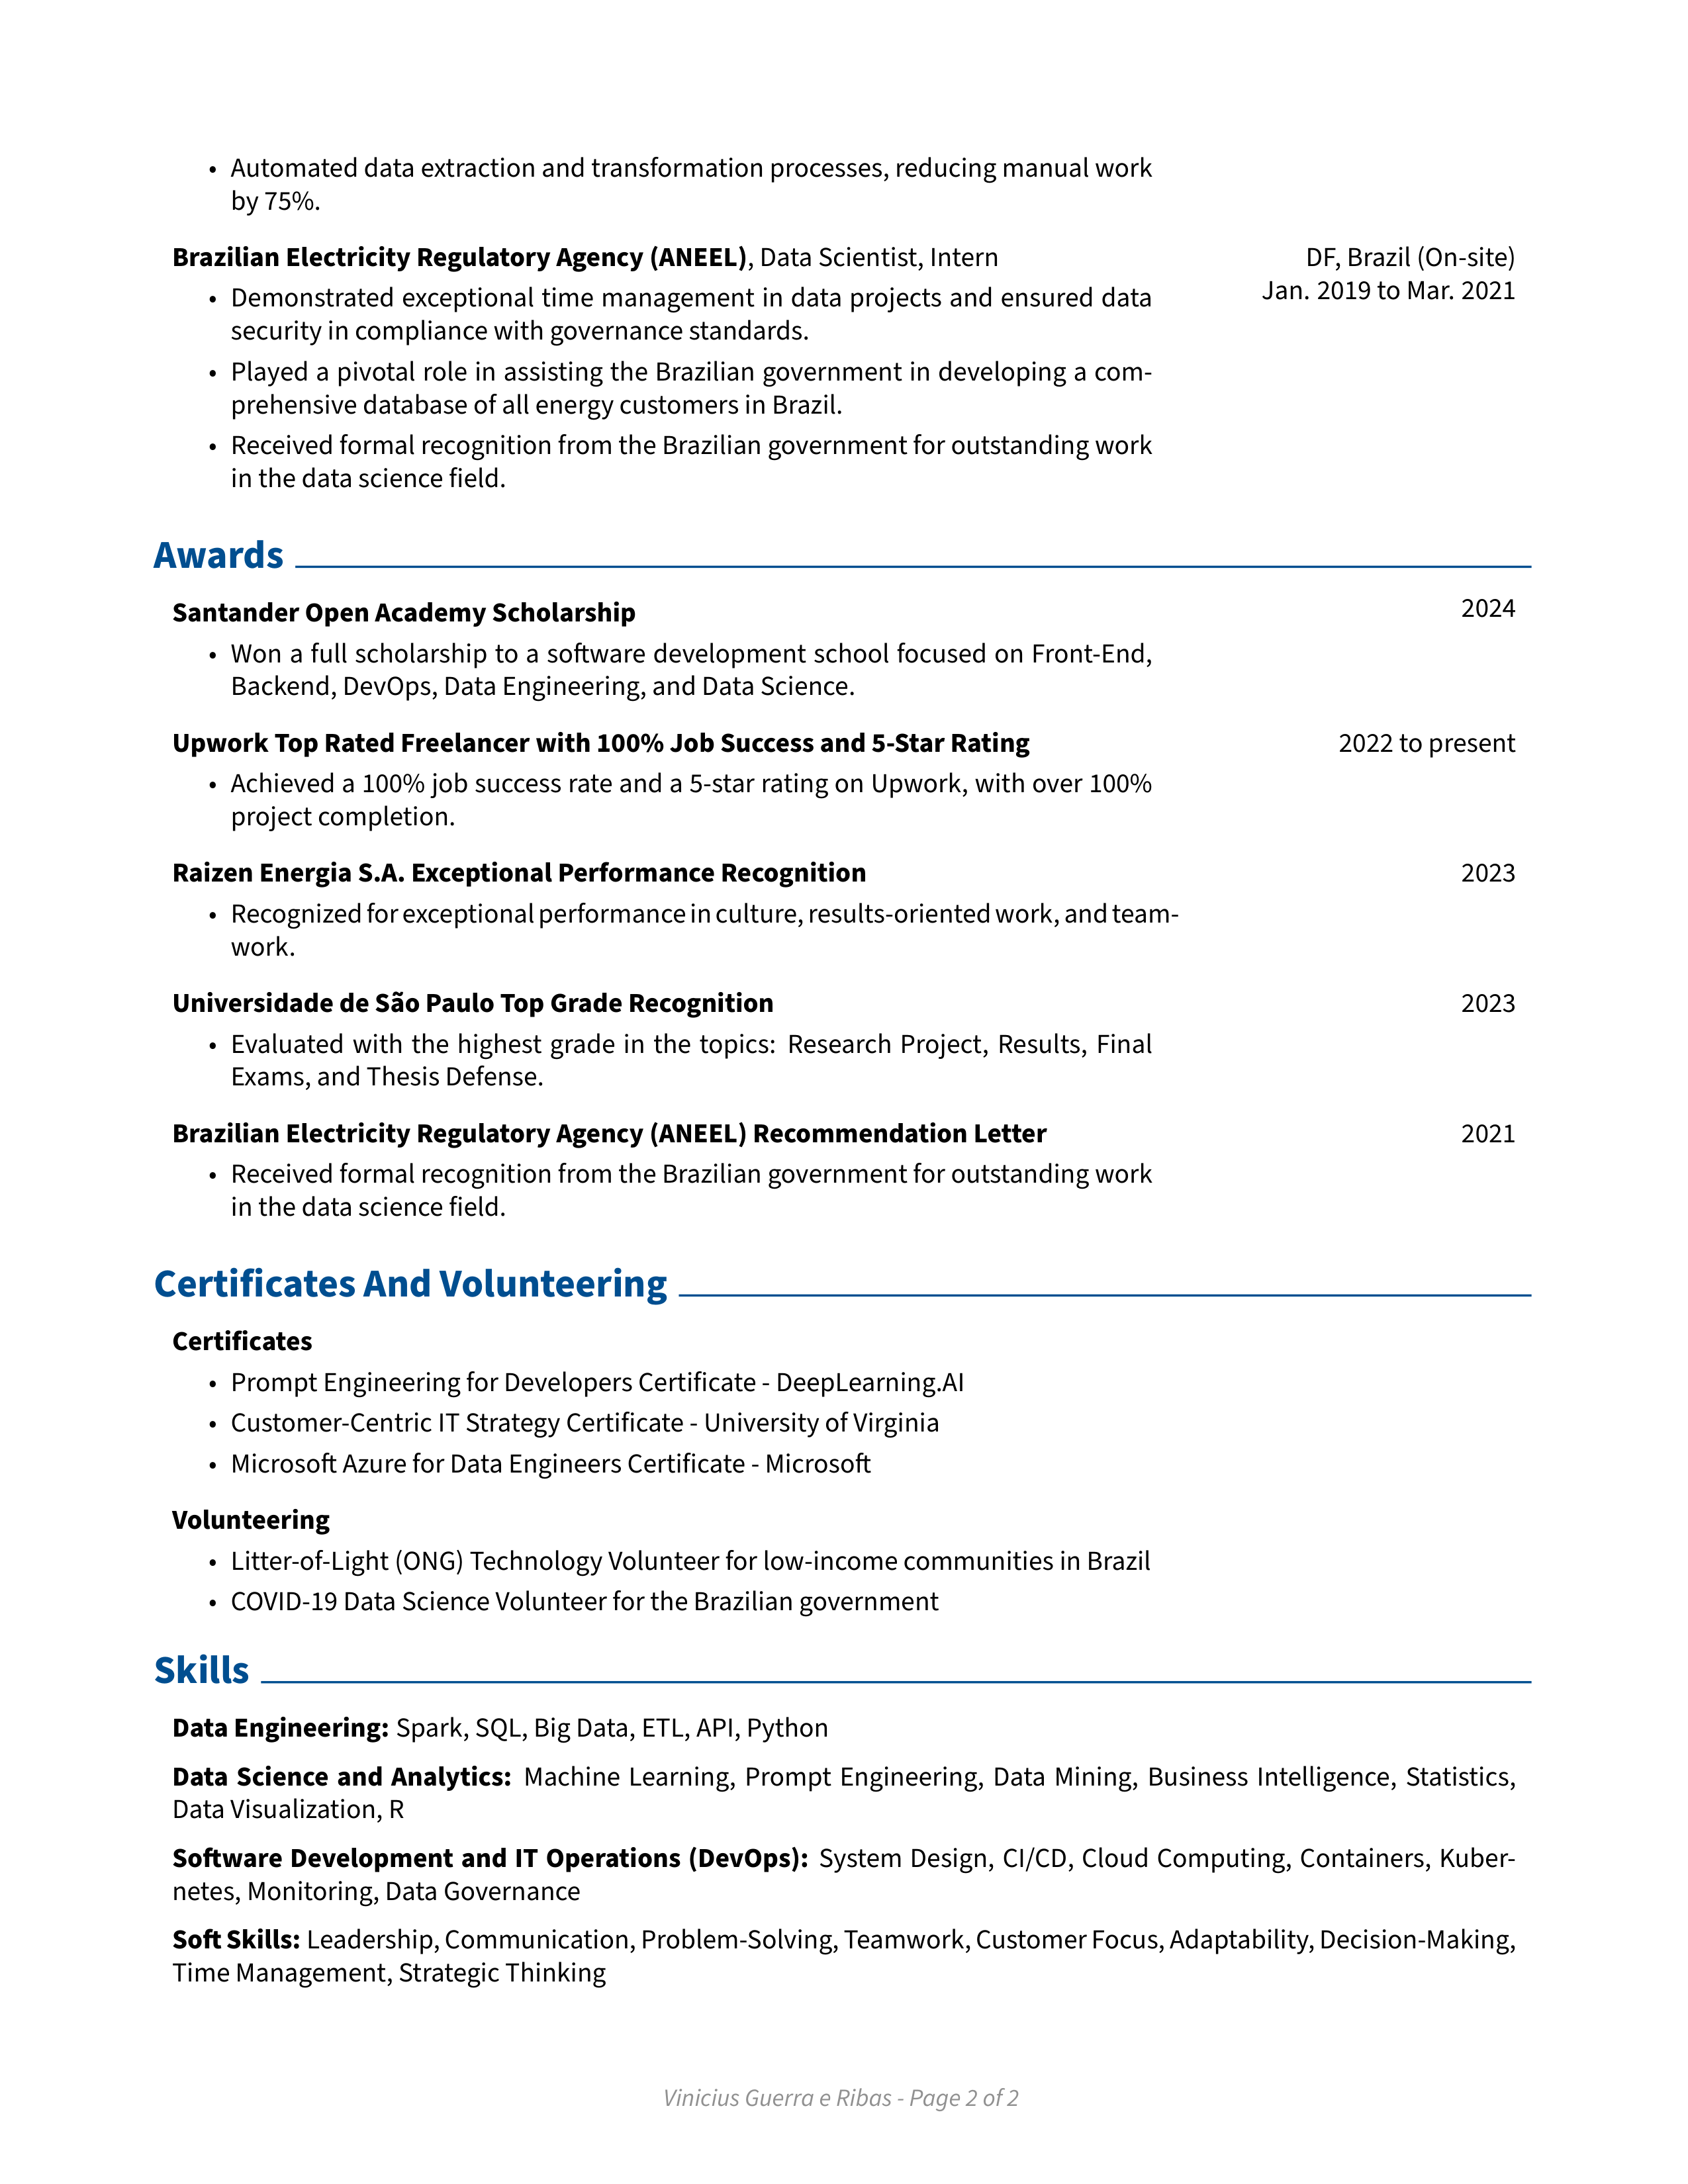 • Automated data extraction and transformation processes, reducing manual work
by 75%.
Brazilian Electricity Regulatory Agency (ANEEL), Data Scientist, Intern
DF, Brazil (On-site)
Jan. 2019 to Mar. 2021
• Demonstrated exceptional time management in data projects and ensured data
security in compliance with governance standards.
• Played a pivotal role in assisting the Brazilian government in developing a com-
prehensive database of all energy customers in Brazil.
• Received formal recognition from the Brazilian government for outstanding work
in the data science field.
Awards
Santander Open Academy Scholarship
2024
• Won a full scholarship to a software development school focused on Front-End,
Backend, DevOps, Data Engineering, and Data Science.
Upwork Top Rated Freelancer with 100% Job Success and 5-Star Rating
2022 to present
• Achieved a 100% job success rate and a 5-star rating on Upwork, with over 100%
project completion.
Raizen Energia S.A. Exceptional Performance Recognition
2023
• Recognized for exceptional performance in culture, results-oriented work, and team-
work.
Universidade de São Paulo Top Grade Recognition
2023
• Evaluated with the highest grade in the topics: Research Project, Results, Final
Exams, and Thesis Defense.
Brazilian Electricity Regulatory Agency (ANEEL) Recommendation Letter
2021
• Received formal recognition from the Brazilian government for outstanding work
in the data science field.
Certificates And Volunteering
Certificates
• Prompt Engineering for Developers Certificate - DeepLearning.AI
• Customer-Centric IT Strategy Certificate - University of Virginia
• Microsoft Azure for Data Engineers Certificate - Microsoft
Volunteering
• Litter-of-Light (ONG) Technology Volunteer for low-income communities in Brazil
• COVID-19 Data Science Volunteer for the Brazilian government
Skills
Data Engineering: Spark, SQL, Big Data, ETL, API, Python
Data Science and Analytics: Machine Learning, Prompt Engineering, Data Mining, Business Intelligence, Statistics,
Data Visualization, R
Software Development and IT Operations (DevOps): System Design, CI/CD, Cloud Computing, Containers, Kuber-
netes, Monitoring, Data Governance
Soft Skills: Leadership, Communication, Problem-Solving, Teamwork, Customer Focus, Adaptability, Decision-Making,
Time Management, Strategic Thinking
Vinicius Guerra e Ribas - Page 2 of 2